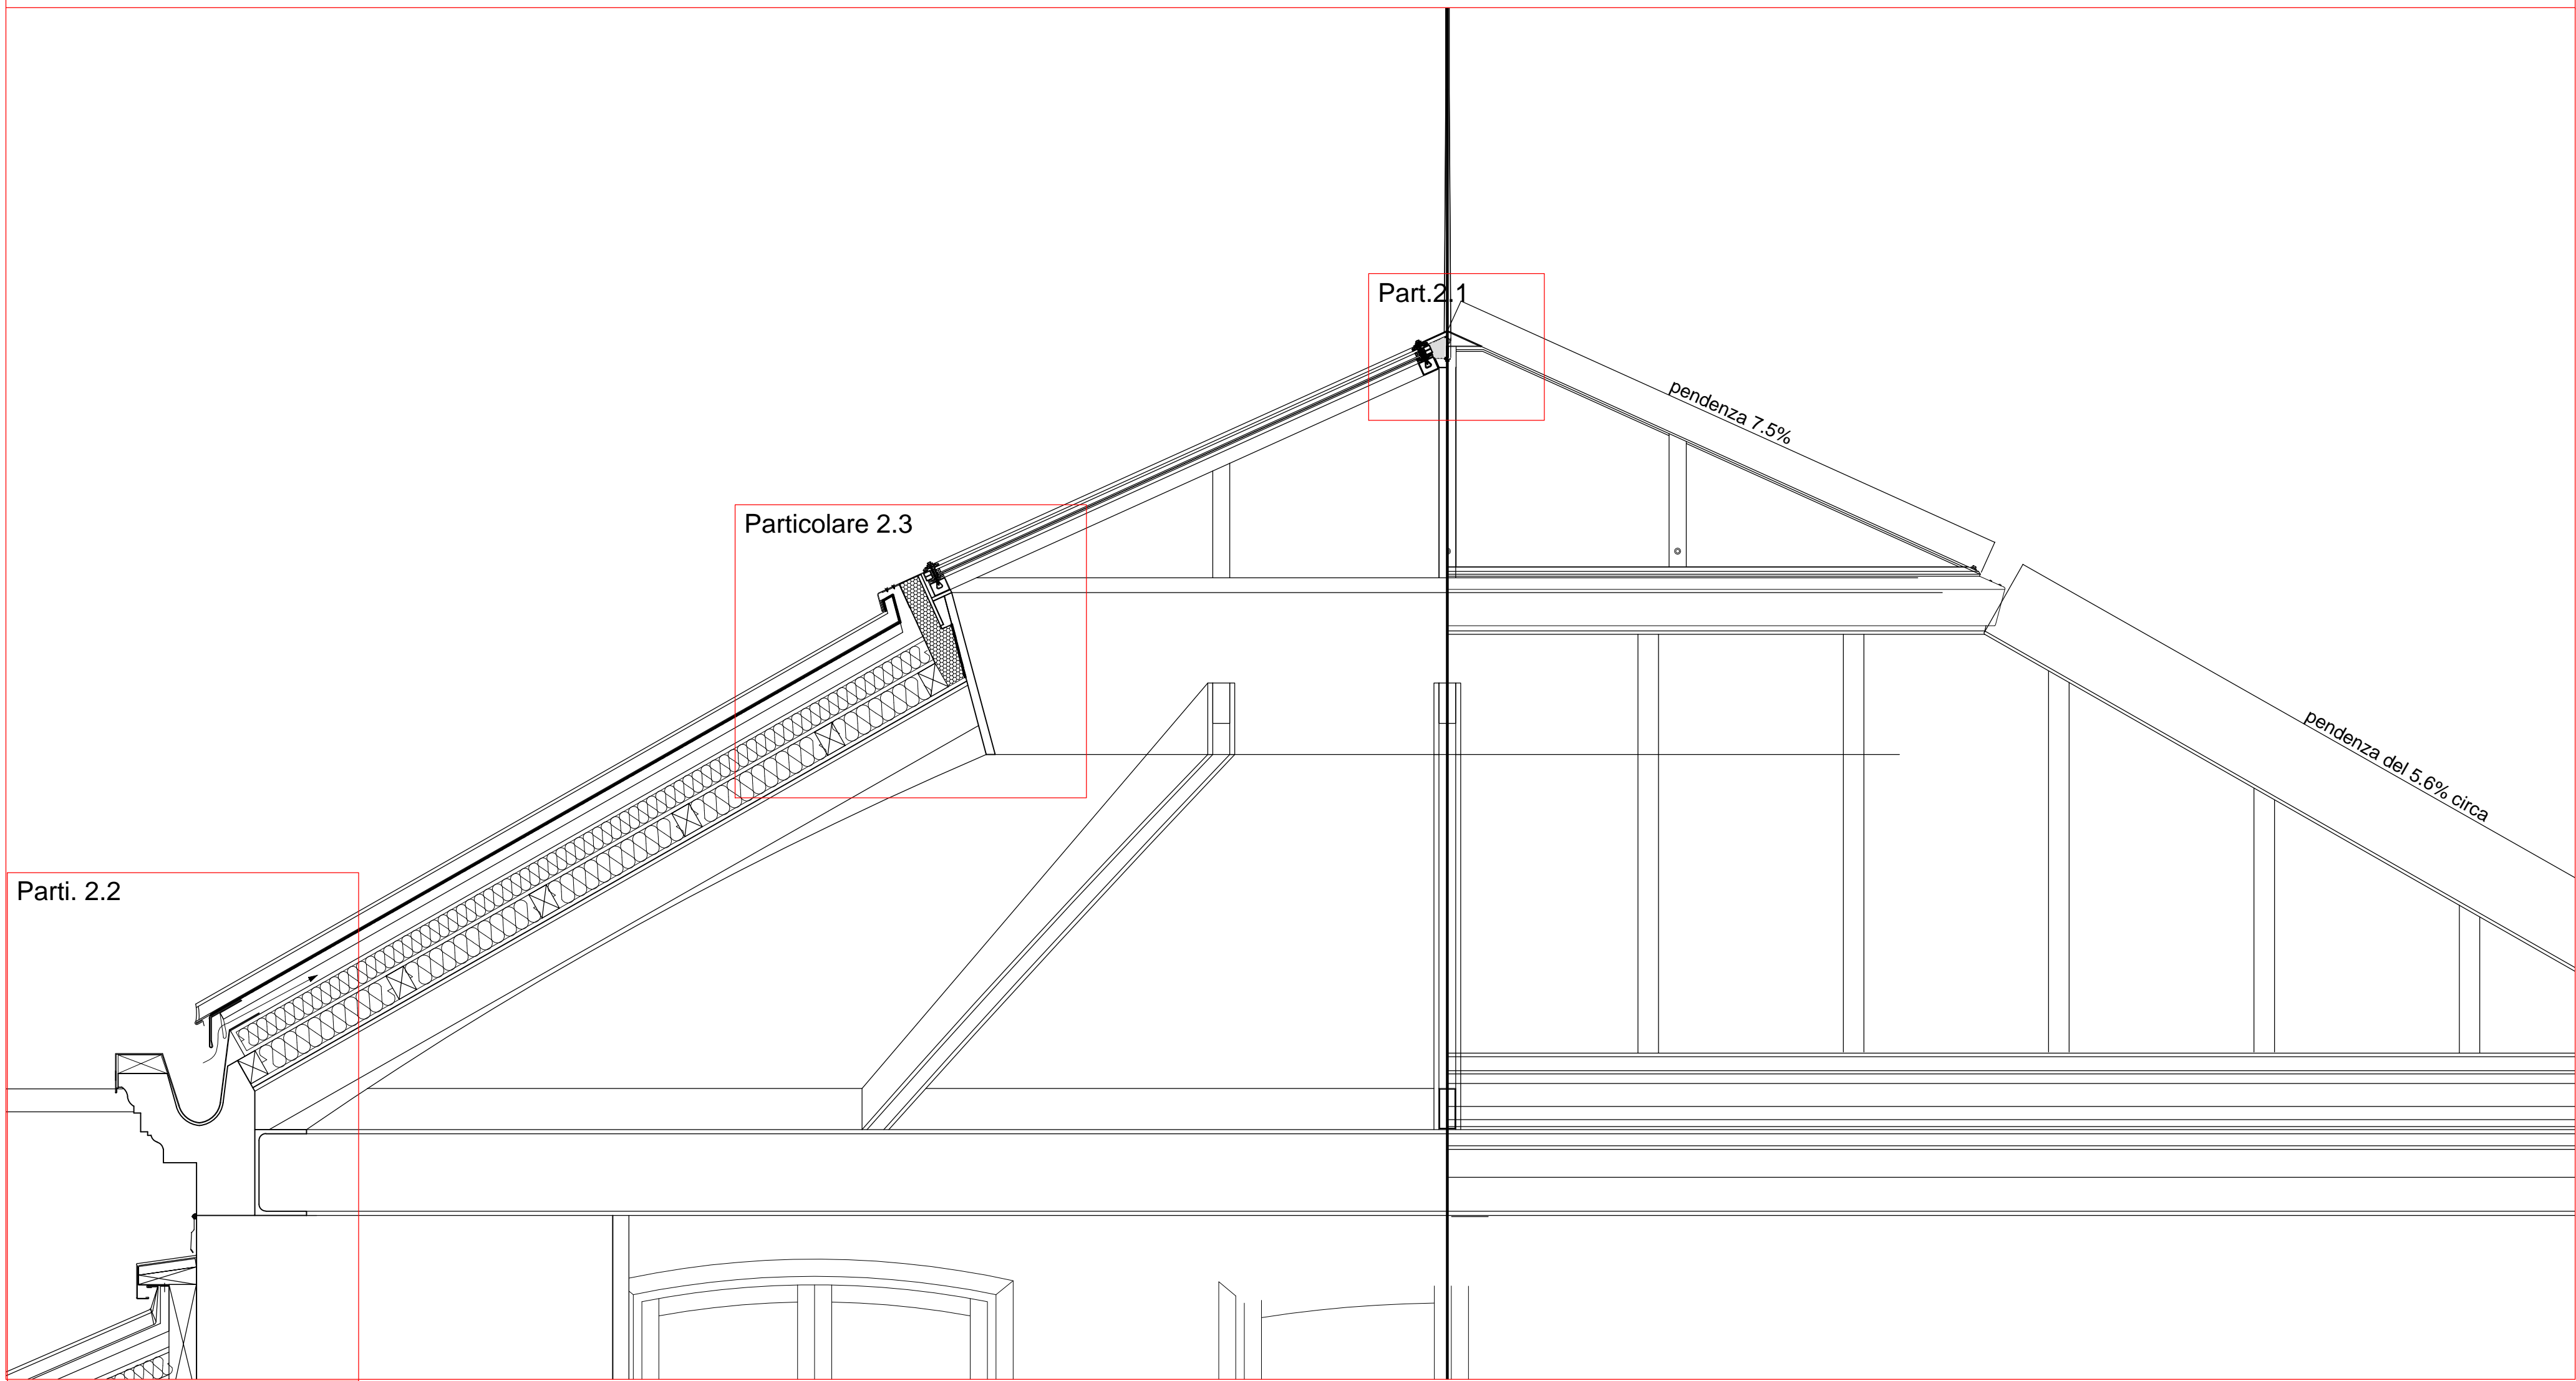 Part.2.1
pendenza 7.5%
Particolare 2.3
pendenza del 5.6% circa
Parti. 2.2